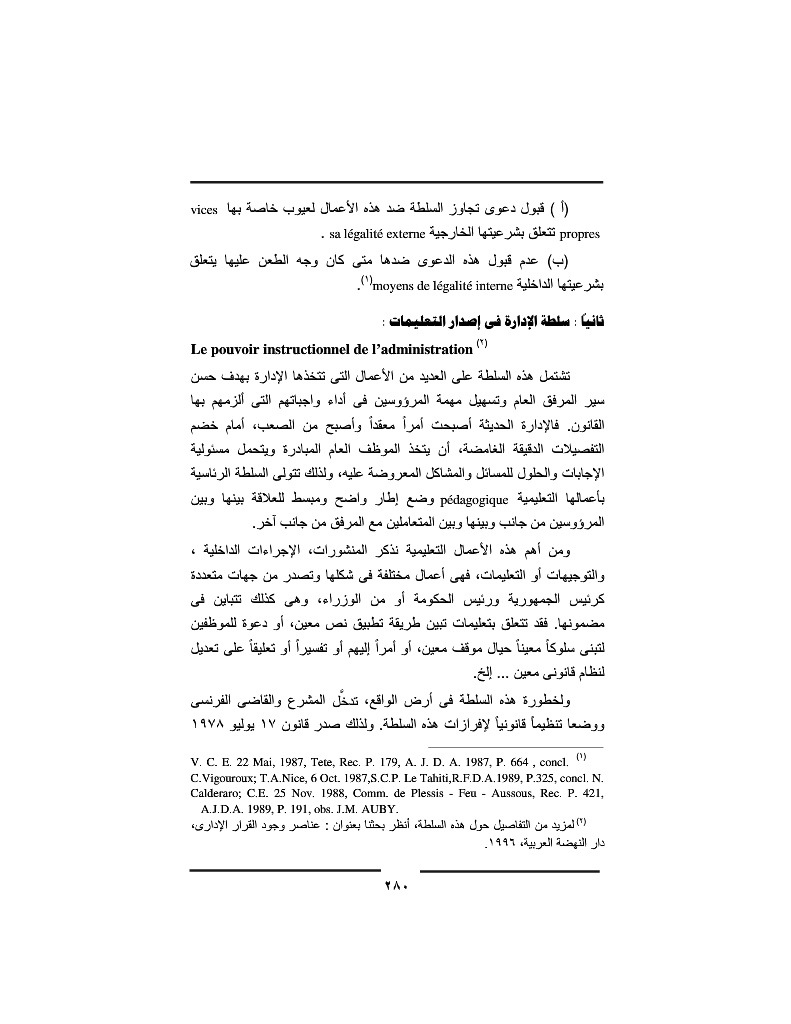 (أ ) قبول دعوى تجاوز السلطة ضد هذه الأعمال لعيوب خاصة بها vices
propres تتعلق بشرعيتها الخارجية sa légalité externe .
(ب) عدم قبول هذه الدعوى ضدها متى كان وجه الطعن عليها يتعلق
بشرعيتها الداخلية moyens de légalité interne(١).
ثانياً : سلطة الإدارة فى إصدار التعليمات :
Le pouvoir instructionnel de l’administration (٢)
تشتمل هذه السلطة على العديد من الأعمال التى تتخذها الإدارة بهدف حسن
سير المرفق العام وتسهيل مهمة المرؤوسين فى أداء واجباتهم التى ألزمهم بها
القانون. فالإدارة الحديثة أصبحت أمراً معقداً وأصبح من الصعب، أمام خضم
التفصيلات الدقيقة الغامضة، أن يتخذ الموظف العام المبادرة ويتحمل مسئولية
الإجابات والحلول للمسائل والمشاكل المعروضة عليه، ولذلك تتولى السلطة الرئاسية
بأعمالها التعليمية pédagogique وضع إطار واضح ومبسط للعلاقة بينها وبين
المرؤوسين من جانب وبينها وبين المتعاملين مع المرفق من جانب آخر.
ومن أهم هذه الأعمال التعليمية نذكر المنشورات، الإجراءات الداخلية ،
والتوجيهات أو التعليمات، فهى أعمال مختلفة فى شكلها وتصدر من جهات متعددة
كرئيس الجمهورية ورئيس الحكومة أو من الوزراء، وهى كذلك تتباين فى
مضمونها. فقد تتعلق بتعليمات تبين طريقة تطبيق نص معين، أو دعوة للموظفين
لتبنى سلوكاً معيناً حيال موقف معين، أو أمراً إليهم أو تفسيراً أو تعليقاً على تعديل
لنظام قانونى معين ... إلخ.
ولخطورة هذه السلطة فى أرض الواقع، تدخَّل المشرع والقاضى الفرنسى
ووضعا تنظيماً قانونياً لإفرازات هذه السلطة. ولذلك صدر قانون ١٧ يوليو ١٩٧٨
V. C. E. 22 Mai, 1987, Tete, Rec. P. 179, A. J. D. A. 1987, P. 664 , concl. (١)
C.Vigouroux; T.A.Nice, 6 Oct. 1987,S.C.P. Le Tahiti,R.F.D.A.1989, P.325, concl. N.
Calderaro; C.E. 25 Nov. 1988, Comm. de Plessis - Feu - Aussous, Rec. P. 421,
A.J.D.A. 1989, P. 191, obs. J.M. AUBY.
(٢) لمزيد من التفاصيل حول هذه السلطة، أنظر بحثنا بعنوان : عناصر وجود القرار الإدارى،
دار النهضة العربية، ١٩٩٦.
٢٨٠